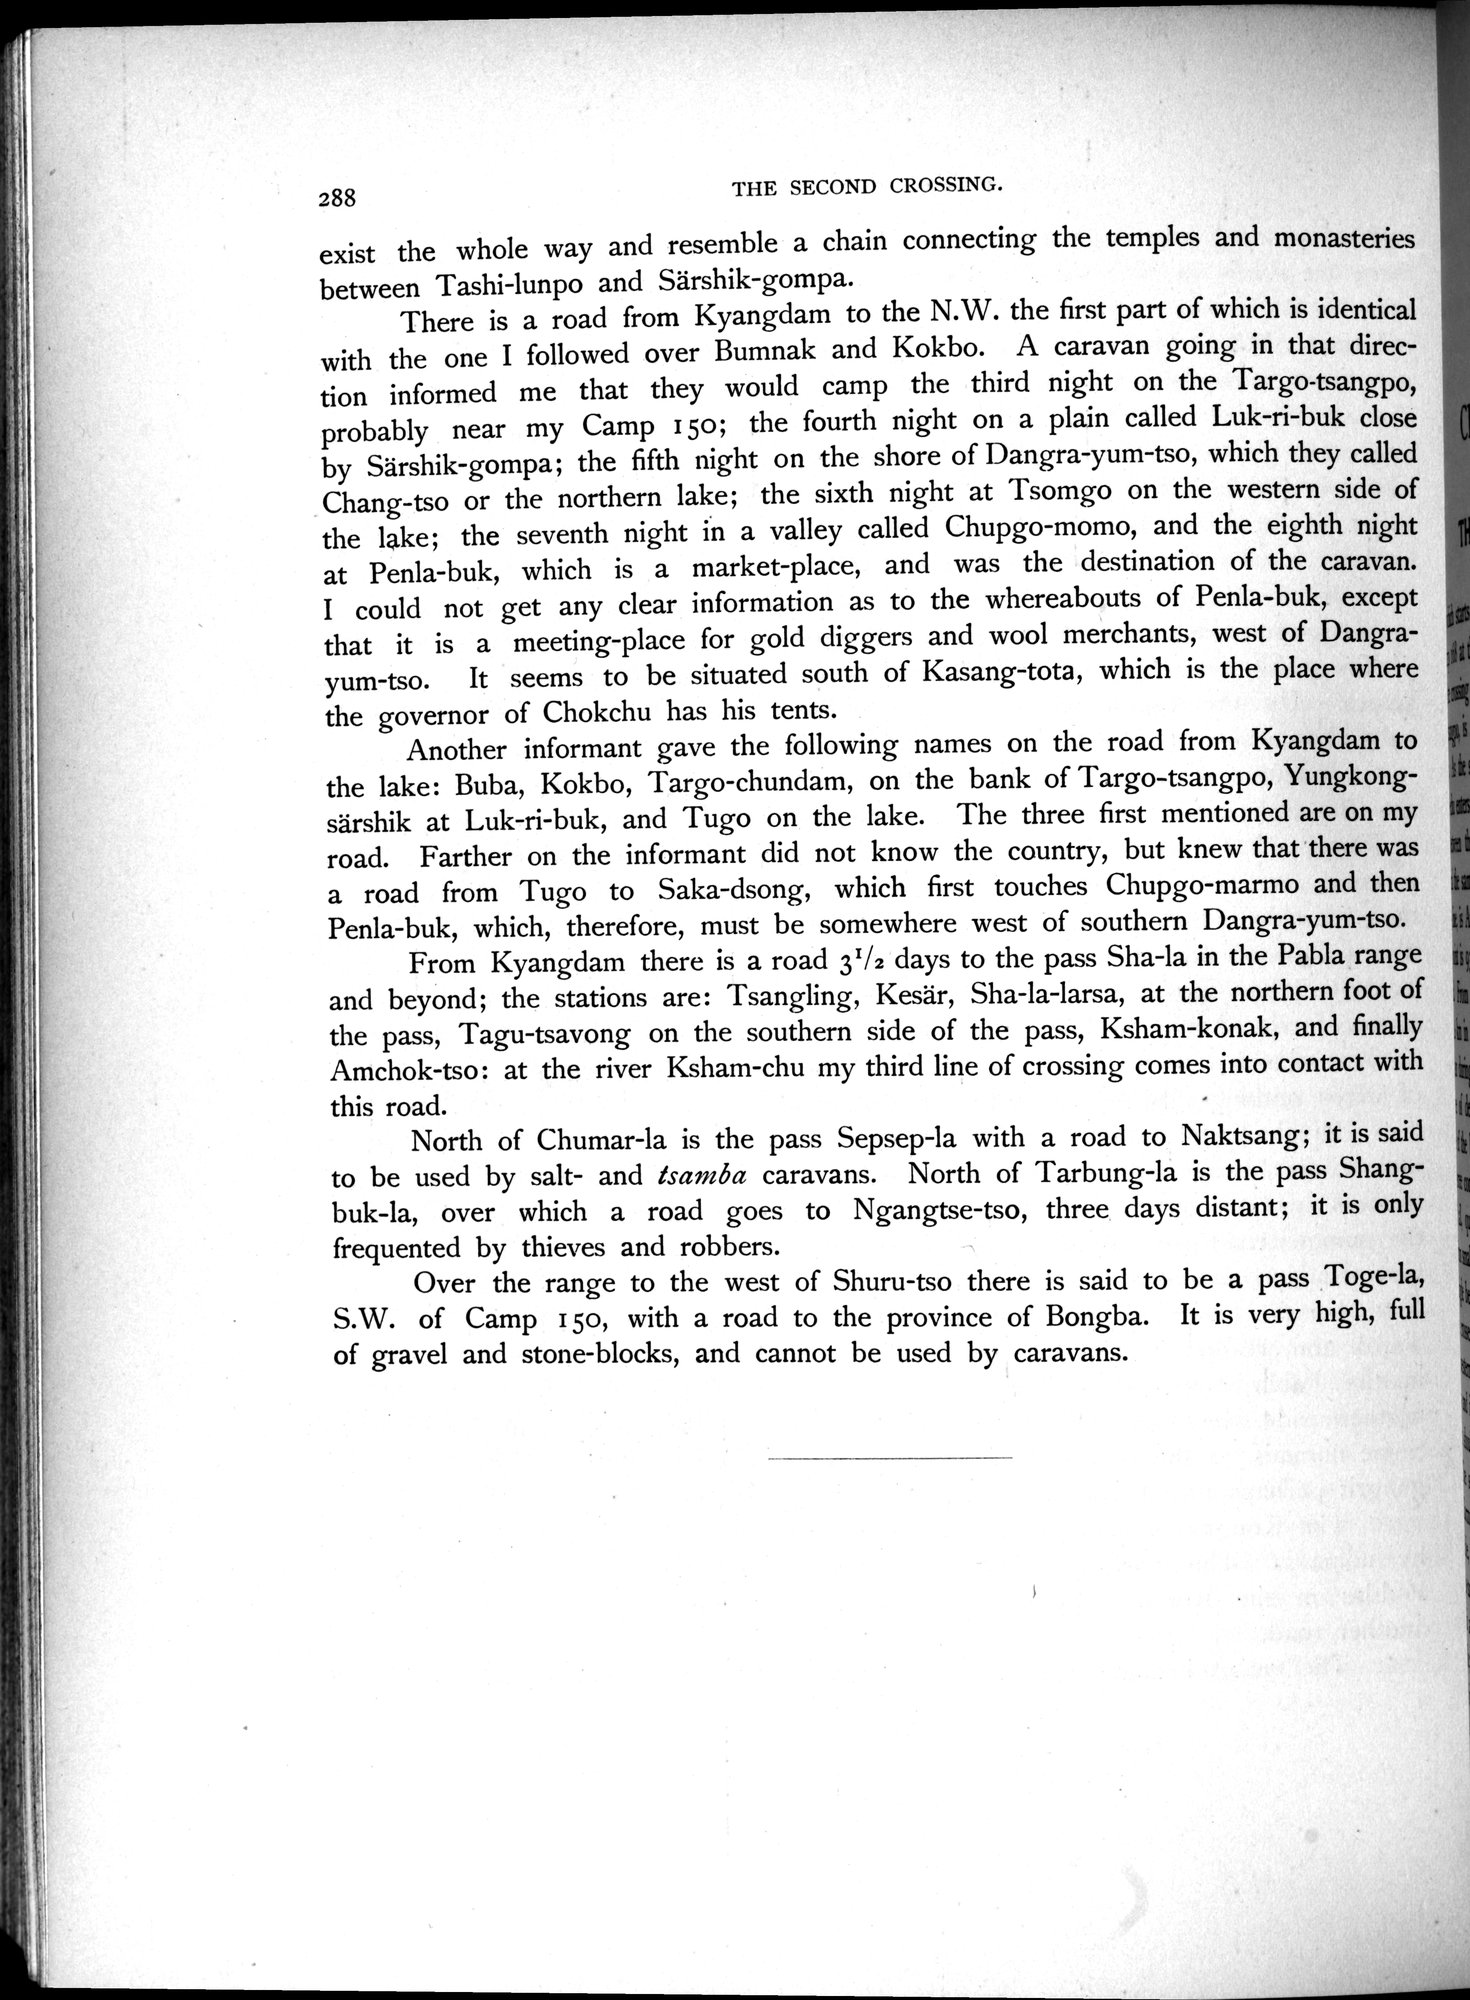 288
THE SECOND CROSSING.
exist the whole way and resemble a chain connecting the temples and monasteries
between Tashi-lunpo and Särshik-gompa.
There is a road from Kyangdam to the N.W. the first part of which is identical
with the one I followed over Bumnak and Kokbo. A caravan going in that direc-
tion informed me that they would camp the third night on the Targo-tsangpo,
probably near my Camp 150; the fourth night on a plain called Luk-ri-buk close
by Särshik-gompa; the fifth night on the shore of Dangra-yum-tso, which they called
Chang-tso or the northern lake; the sixth night at Tsomgo on the western side of
the lake; the seventh night in a valley called Chupgo-momo, and the eighth night
at Penla-buk, which is a market-place, and was the destination of the caravan.
I could not get any clear information as to the whereabouts of Penla-buk, except
that it is a meeting-place for gold diggers and wool merchants, west of Dangra-
yum-tso. It seems to be situated south of Kasang-tota, which is the place where
the governor of Chokchu has his tents.
Another informant gave the following names on the road from Kyangdam to
the lake: Buba, Kokbo, Targo-chundam, on the bank of Targo-tsangpo, Yungkong-
särshik at Luk-ri-buk, and Tugo on the lake. The three first mentioned are on my
road. Farther on the informant did not know the country, but knew that there was
a road from Tugo to Saka-dsong, which first touches Chupgo-marmo and then
Penla-buk, which, therefore, must be somewhere west of southern Dangra-yum-tso.
From Kyangdam there is a road 3 1/2 days to the pass Sha-la in the Pabla range
and beyond; the stations are: Tsangling, Kesär, Sha-la-larsa, at the northern foot of
the pass, Tagu-tsavong on the southern side of the pass, Ksham-konak, and finally
Amchok-tso: at the river Ksham-chu my third line of crossing comes into contact with
this road.
North of Chumar-la is the pass Sepsep-la with a road to Naktsang; it is said
to be used by salt- and tsamba caravans. North of Tarbung-la is the pass Shang-
buk-la, over which a road goes to Ngangtse-tso, three days distant; it is only
frequented by thieves and robbers.
Over the range to the west of Shuru-tso there is said to be a pass Toge-la,
S.W. of Camp 150, with a road to the province of Bongba. It is very high, full
of gravel and stone-blocks, and cannot be used by caravans.